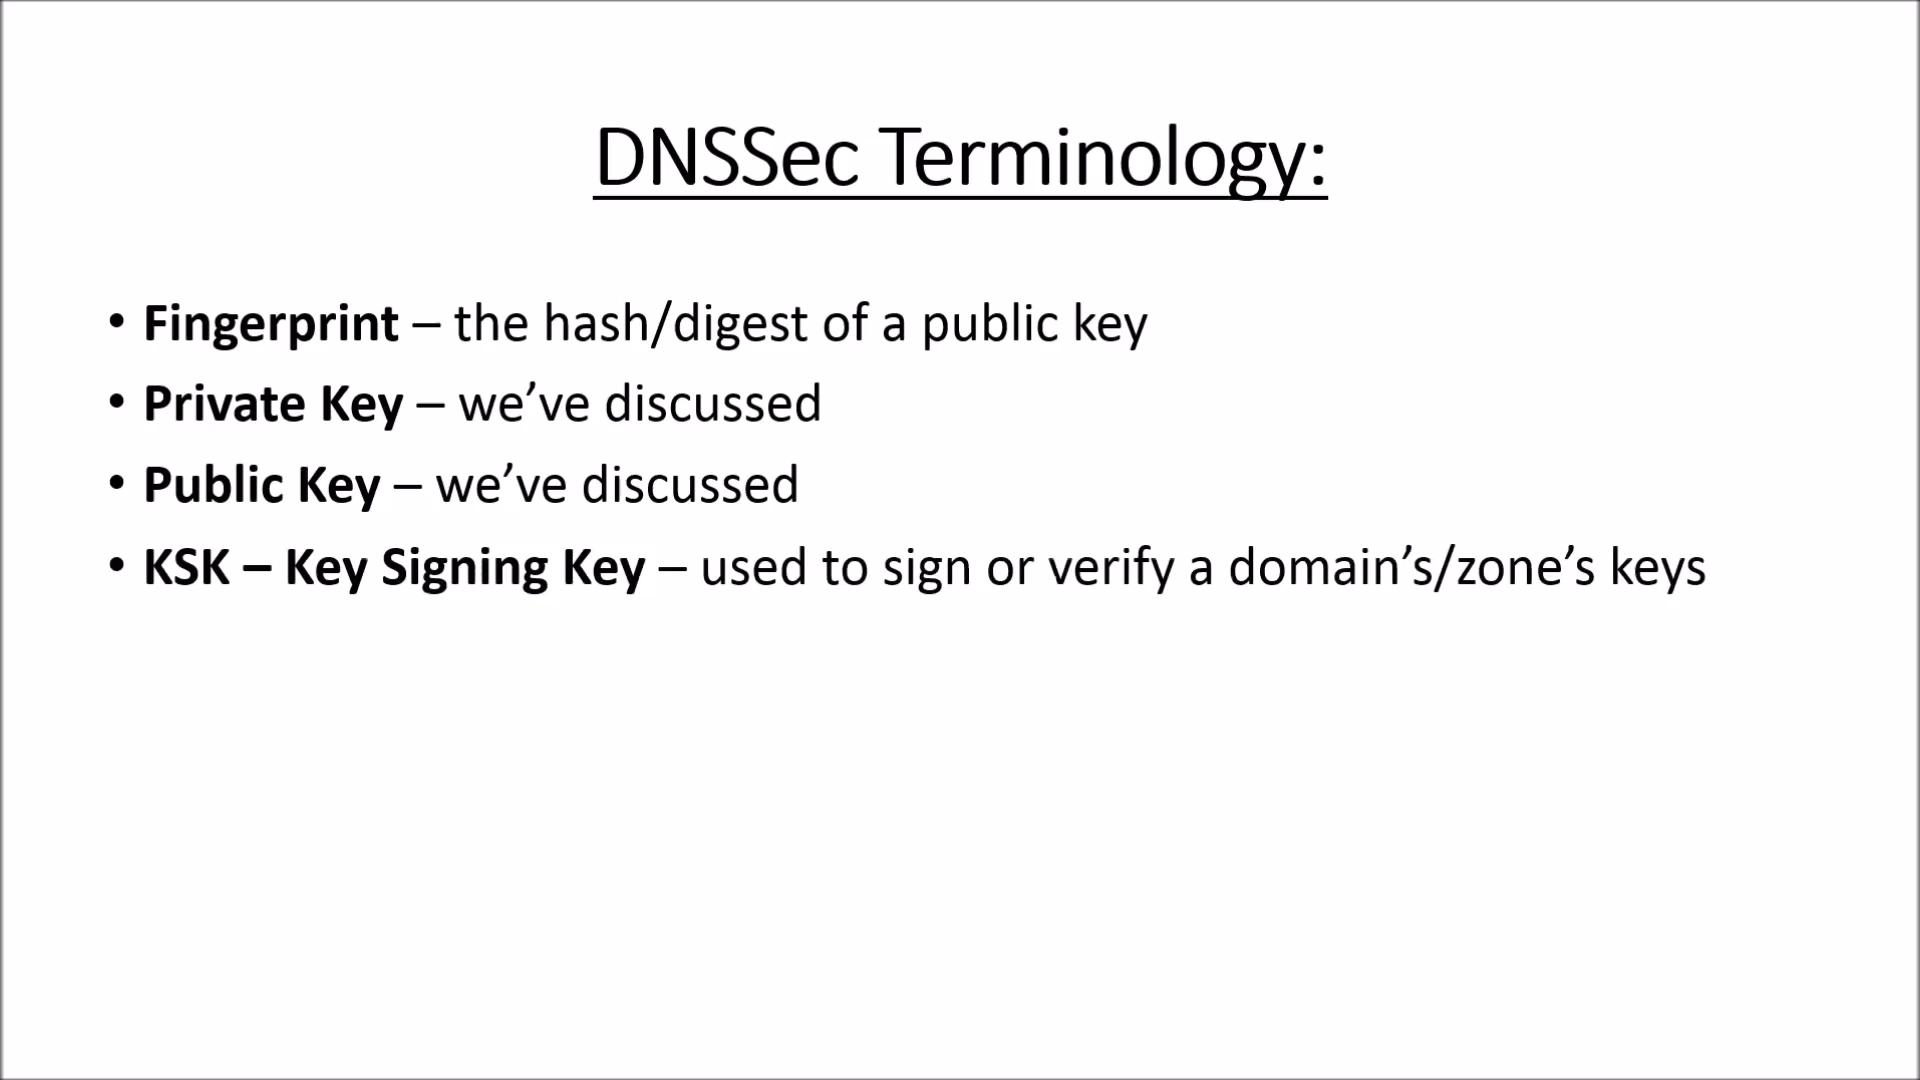 DNSSec Terminology:
• Fingerprint – the hash/digest of a public key
• Private Key – we’ve discussed
• Public Key – we’ve discussed
• KSK – Key Signing Key – used to sign or verify a domain’s/zone’s keys